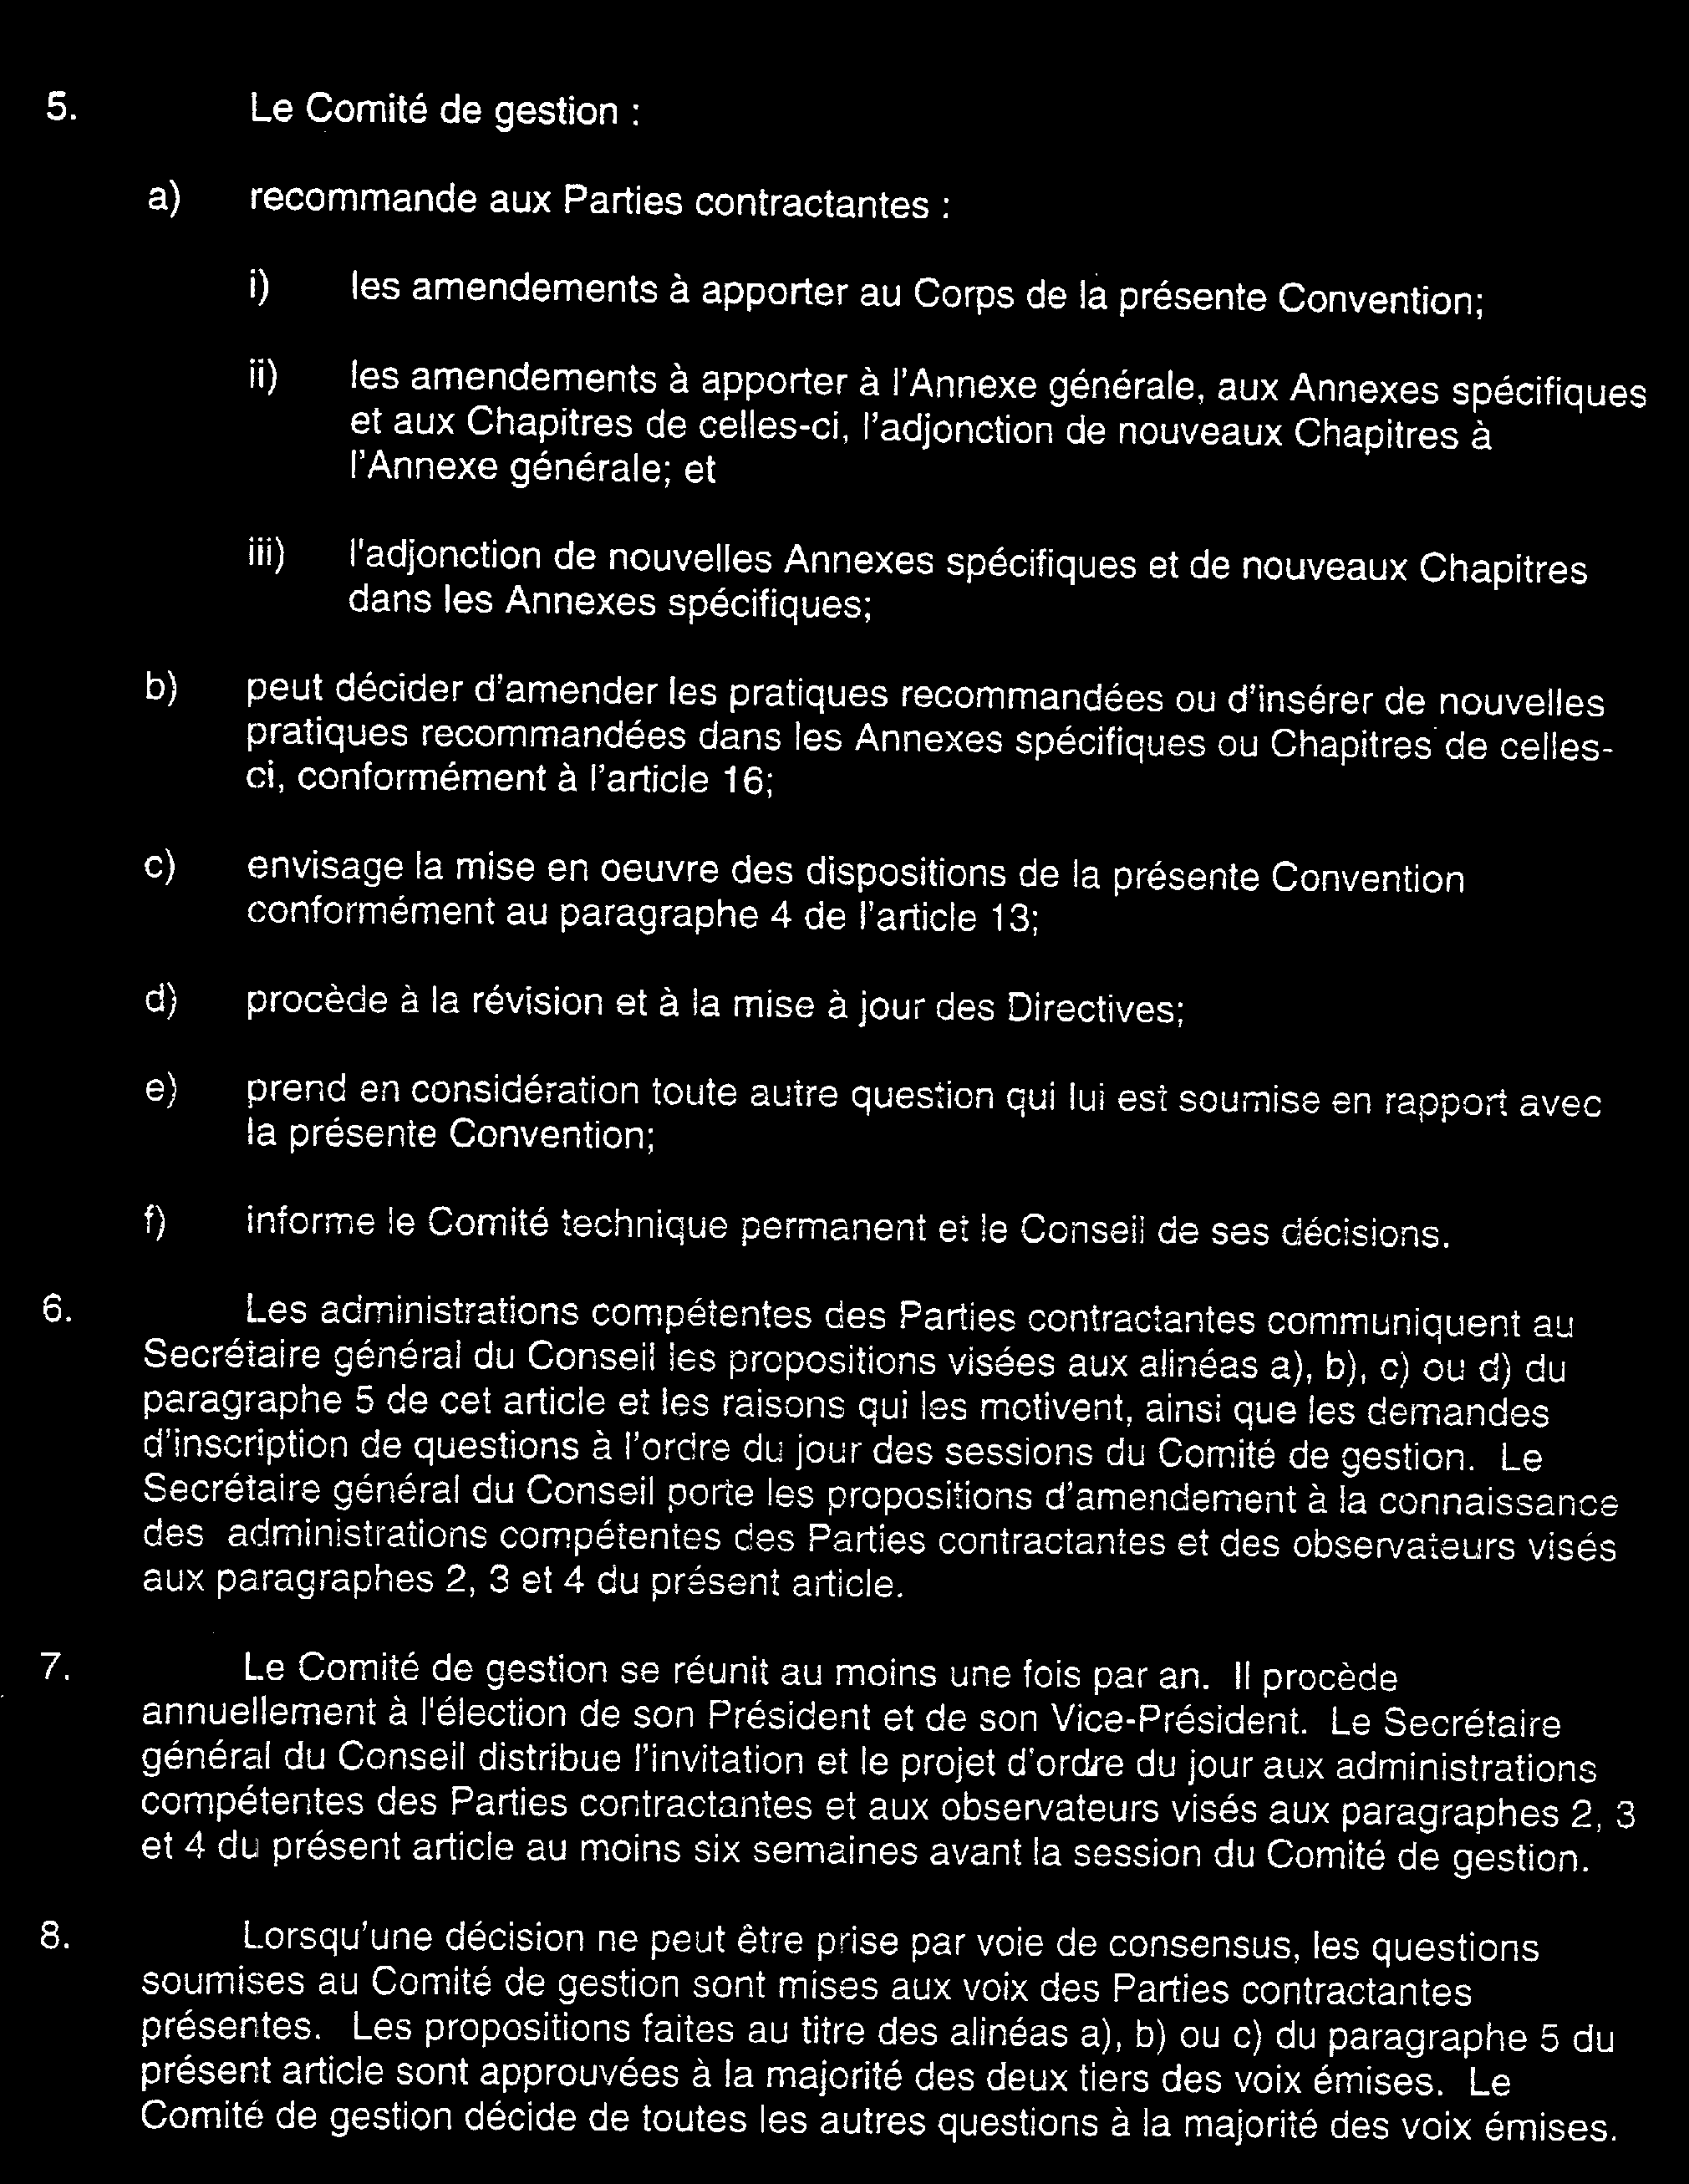 5. Le Comité de gestion :
a) recommande aux Parties contractantes :
i) les amendements à apporter au Corps de la présente Convention;
ii) les amendements à apporter à l'Annexe générale, aux Annexes spécifiques
et aux Chapitres de celles-ci, l'adjonction de nouveaux Chapitres à
l'Annexe générale; et
iii) l'adjonction de nouvelles Annexes spécifiques et de nouveaux Chapitres
dans les Annexes spécifiques;
b) peut décider d'amender les pratiques recommandées ou d'insérer de nouvelles
pratiques recommandées dans les Annexes spécifiques ou Chapitres de celles-
ci, conformément à l'article 16;
c) envisage la mise en oeuvre des dispositions de la présente Convention
conformément au paragraphe 4 de l'article 13;
d) procède à la révision et à la mise à jour des Directives;
e) prend en considération toute autre question qui lui est soumise en rapport avec
la présente Convention;
f) informe le Comité technique permanent et le Conseil de ses décisions.
6. Les administrations compétentes des Parties contractantes communiquent au
Secrétaire général du Conseil les propositions visées aux alinéas a), b), c) ou d) du
paragraphe 5 de cet article et les raisons qui les motivent, ainsi que les demandes
d'inscription de questions à l'ordre du jour des sessions du Comité de gestion. Le
Secrétaire général du Conseil porte les propositions d'amendement à la connaissance
des administrations compétentes des Parties contractantes et des observateurs visés
aux paragraphes 2, 3 et 4 du présent article.
7. Le Comité de gestion se réunit au moins une fois par an. Il procède
annuellement à l'élection de son Président et de son Vice-Président. Le Secrétaire
général du Conseil distribue l'invitation et le projet d'ordre du jour aux administrations
compétentes des Parties contractantes et aux observateurs visés aux paragraphes 2, 3
et 4 du présent article au moins six semaines avant la session du Comité de gestion.
8. Lorsqu'une décision ne peut être prise par voie de consensus, les questions
soumises au Comité de gestion sont mises aux voix des Parties contractantes
présentes. Les propositions faites au titre des alinéas a), b) ou c) du paragraphe 5 du
présent article sont approuvées à la majorité des deux tiers des voix émises. Le
Comité de gestion décide de toutes les autres questions à la majorité des voix émises.